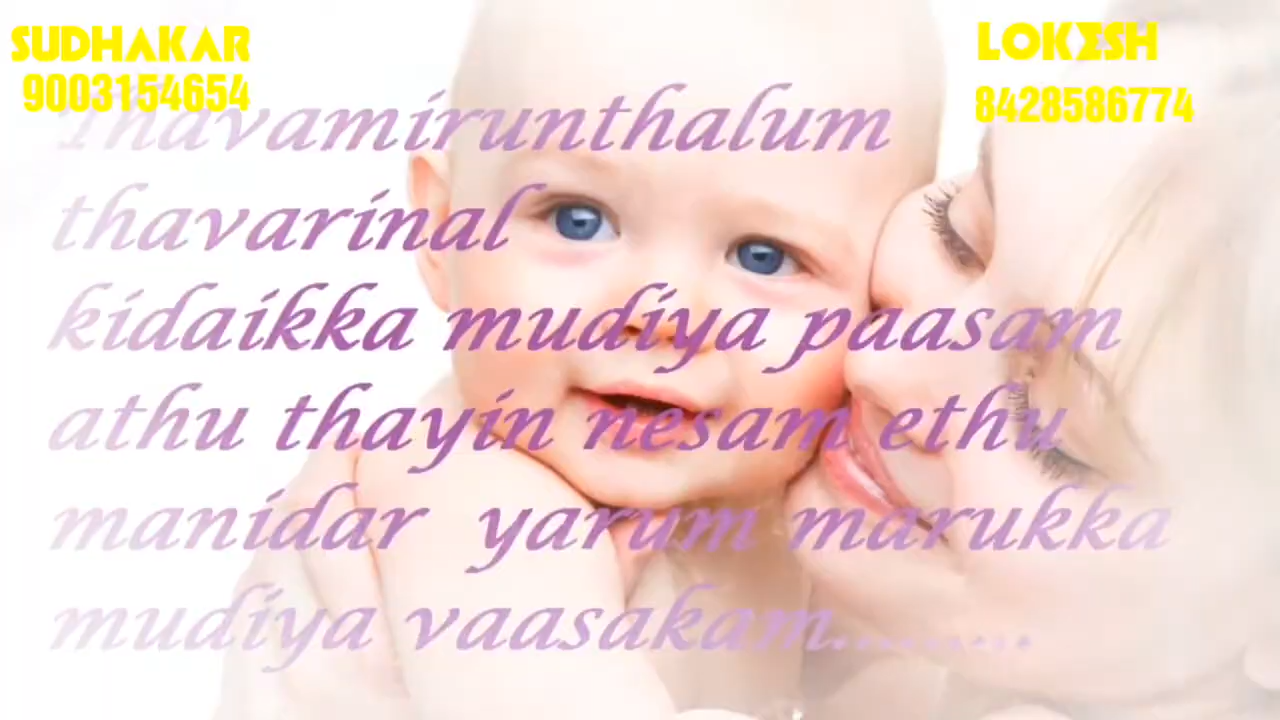 SUDHAKAR
9003154654
LOKESH
8428586774
Thavamirunthalum
thavarinal
kidaikka mudiya paasam
athu thayin nesam ethu
manidar yarum marukka
mudiya vaasakam.........